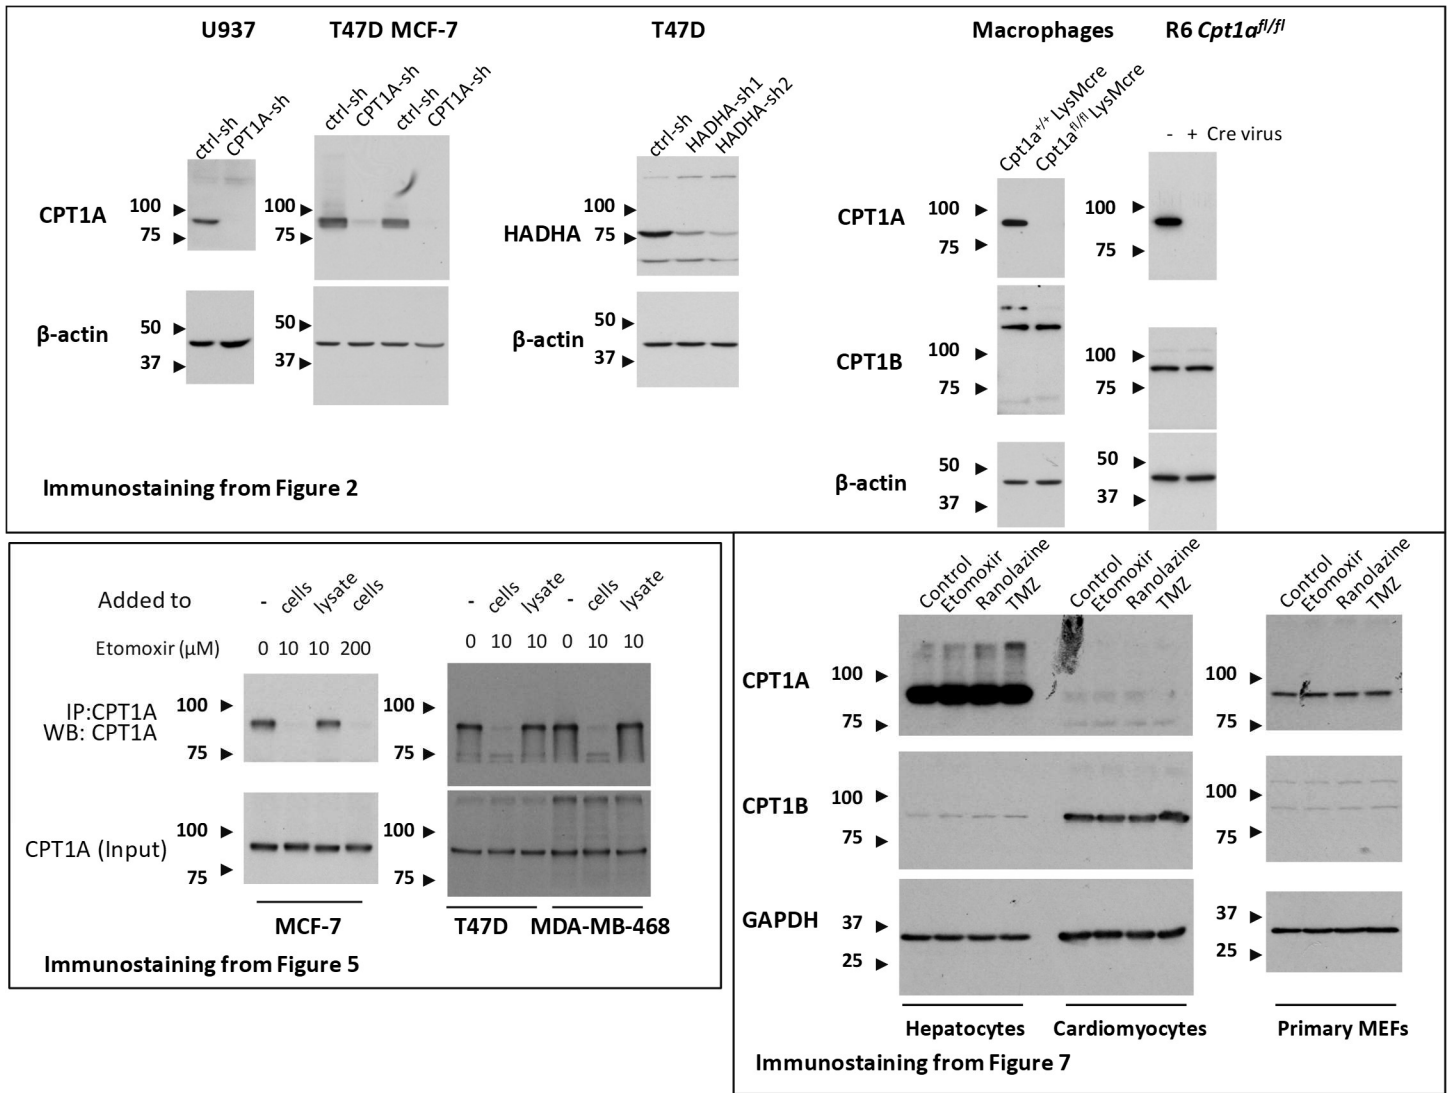 U937 T47D MCF-7 T47D Macrophages R6 Cpt1a^fl/fl
ctrl-sh CPT1A-sh ctrl-sh CPT1A-sh ctrl-sh CPT1A-sh ctrl-sh HADHA-sh1 HADHA-sh2 Cpt1a^+/+ LysMcre Cpt1a^fl/fl LysMcre - + Cre virus
CPT1A 100 100 HADHA 100 CPT1A 100 100
75 75 75 75 75
β-actin 50 50 β-actin 50 CPT1B 100 100
37 37 37 75 75
β-actin 50 50
37 37
Immunostaining from Figure 2
Added to - cells lysate cells - cells lysate - cells lysate
Etomoxir (μM) 0 10 10 200 0 10 10 0 10 10
IP:CPT1A 100 100
WB: CPT1A 75 75
CPT1A (Input) 100 100
75 75
MCF-7 T47D MDA-MB-468
Immunostaining from Figure 5
Control Etomoxir Ranolazine TMZ Control Etomoxir Ranolazine TMZ Control Etomoxir Ranolazine TMZ
CPT1A 100 100
75 75
CPT1B 100 100
75 75
GAPDH 37 37
25 25
Hepatocytes Cardiomyocytes Primary MEFs
Immunostaining from Figure 7